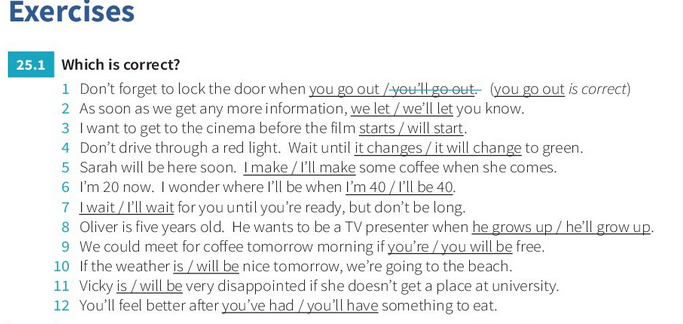 Exercises
25.1 Which is correct?
1 Don't forget to lock the door when you go out / you'll go out. (you go out is correct)
2 As soon as we get any more information, we let / we'll let you know.
3 I want to get to the cinema before the film starts / will start.
4 Don't drive through a red light. Wait until it changes / it will change to green.
5 Sarah will be here soon. I make / I'll make some coffee when she comes.
6 I'm 20 now. I wonder where I'll be when I'm 40 / I'll be 40.
7 I wait / I'll wait for you until you're ready, but don't be long.
8 Oliver is five years old. He wants to be a TV presenter when he grows up / he'll grow up.
9 We could meet for coffee tomorrow morning if you're / you will be free.
10 If the weather is / will be nice tomorrow, we're going to the beach.
11 Vicky is / will be very disappointed if she doesn't get a place at university.
12 You'll feel better after you've had / you'll have something to eat.